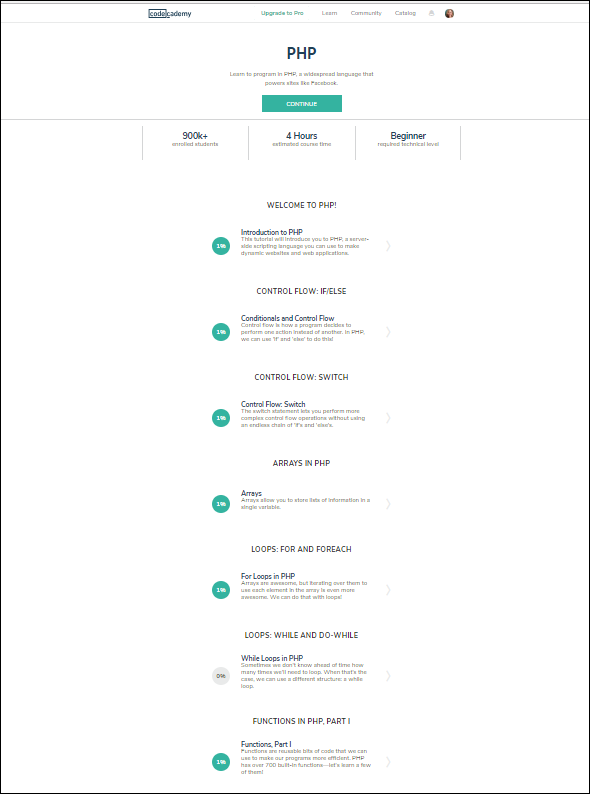 codecademy
Upgrade to Pro Learn Community Catalog
PHP
Learn to program in PHP, a widespread language that
powers sites like Facebook.
CONTINUE
900k+
enrolled students
4 Hours
estimated course time
Beginner
required technical level
WELCOME TO PHP!
1%
Introduction to PHP
This tutorial will introduce you to PHP, a server-
side scripting language you can use to make
dynamic websites and web applications.
CONTROL FLOW: IF/ELSE
1%
Conditionals and Control Flow
Control flow is how a program decides to
perform one action instead of another. In PHP,
we can use 'if' and 'else' to do this!
CONTROL FLOW: SWITCH
1%
Control Flow: Switch
The switch statement lets you perform more
complex control flow operations without using
an endless chain of 'if's and 'else's.
ARRAYS IN PHP
1%
Arrays
Arrays allow you to store lists of information in a
single variable.
LOOPS: FOR AND FOREACH
1%
For Loops in PHP
Arrays are awesome, but iterating over them to
use each element in the array is even more
awesome. We can do that with loops!
LOOPS: WHILE AND DO-WHILE
0%
While Loops in PHP
Sometimes we don't know ahead of time how
many times we'll need to loop. When that's the
case, we can use a different structure: a while
loop.
FUNCTIONS IN PHP, PART I
1%
Functions, Part I
Functions are reusable bits of code that we can
use to make our programs more efficient. PHP
has over 700 built-in functions—let's learn a few
of them!